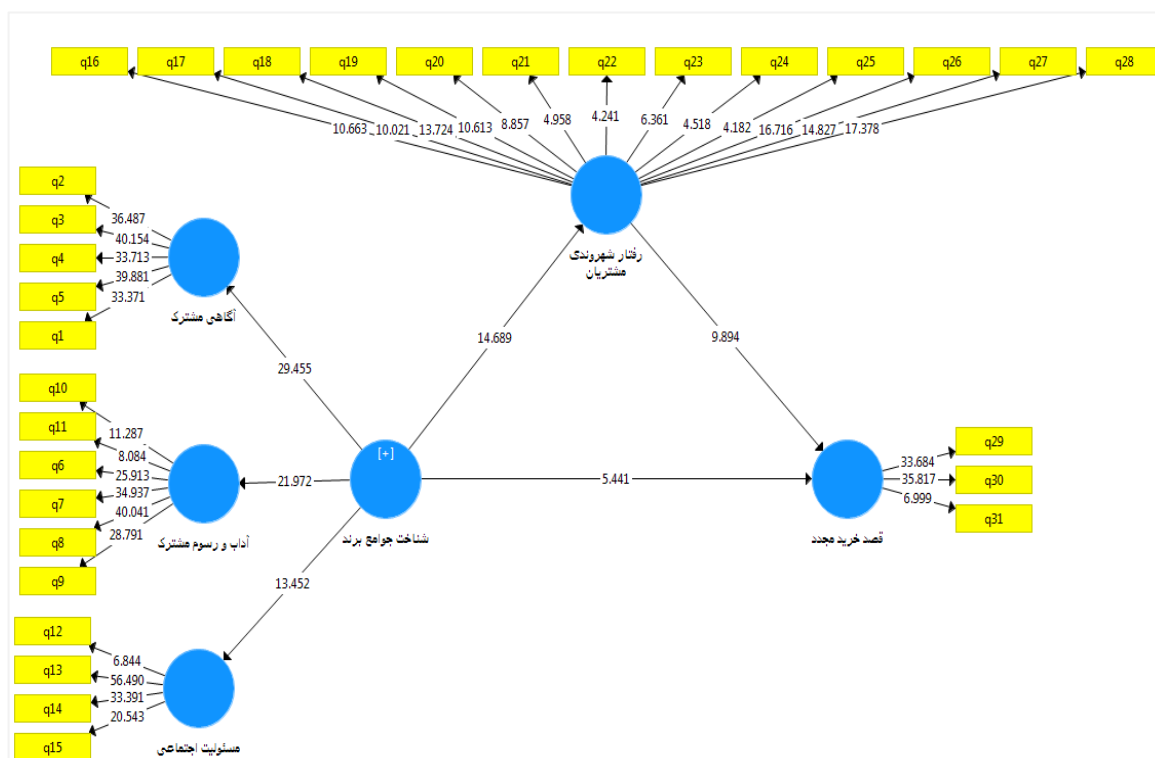 q16 q17 q18 q19 q20 q21 q22 q23 q24 q25 q26 q27 q28
10.663 10.021 13.724 10.613 8.857 4.958 4.241 6.361 4.518 4.182 16.716 14.827 17.378
رفتار شهروندی
مشتریان
q2
q3
q4
q5
q1
36.487
40.154
33.713
39.881
33.371
آگاهی مشترک
29.455
14.689
9.894
q10
q11
q6
q7
q8
q9
11.287
8.084
25.913
34.937
40.041
28.791
آداب و رسوم مشترک
21.972
[+]
شناخت جوامع برند
5.441
33.684
35.817
6.999
q29
q30
q31
قصد خرید مجدد
13.452
q12
q13
q14
q15
6.844
56.490
33.391
20.543
مسئولیت اجتماعی